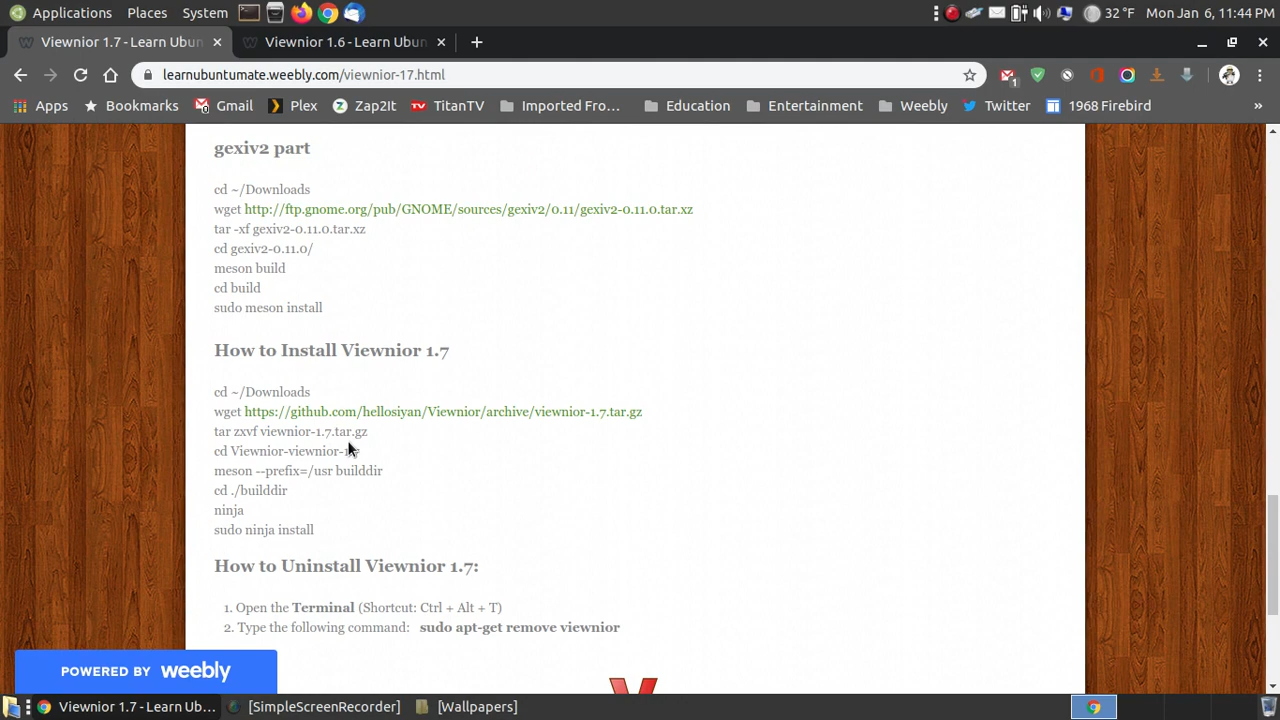 Applications Places System 32 °F Mon Jan 6, 11:44 PM
Viewnior 1.7 - Learn Ubun Viewnior 1.6 - Learn Ubun
learnubuntumate.weebly.com/viewnior-17.html 1
Apps Bookmarks Gmail Plex Zap2It TitanTV Imported Fro... Education Entertainment Weebly Twitter 1968 Firebird »
gexiv2 part
cd ~/Downloads
wget http://ftp.gnome.org/pub/GNOME/sources/gexiv2/0.11/gexiv2-0.11.0.tar.xz
tar -xf gexiv2-0.11.0.tar.xz
cd gexiv2-0.11.0/
meson build
cd build
sudo meson install
How to Install Viewnior 1.7
cd ~/Downloads
wget https://github.com/hellosiyan/Viewnior/archive/viewnior-1.7.tar.gz
tar zxvf viewnior-1.7.tar.gz
cd Viewnior-viewnior-
meson --prefix=/usr builddir
cd ./builddir
ninja
sudo ninja install
How to Uninstall Viewnior 1.7:
1. Open the Terminal (Shortcut: Ctrl + Alt + T)
2. Type the following command: sudo apt-get remove viewnior
POWERED BY weebly
Viewnior 1.7 - Learn Ub... [SimpleScreenRecorder] [Wallpapers]